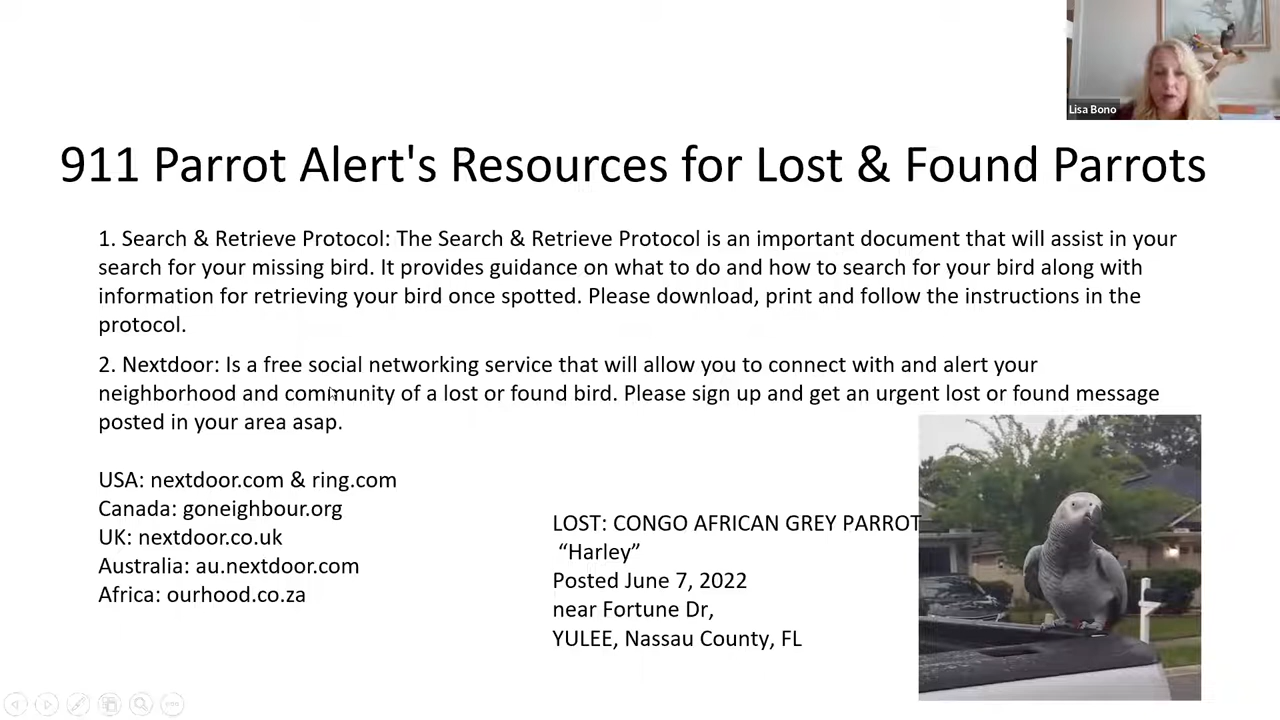 Lisa Bono
911 Parrot Alert's Resources for Lost & Found Parrots
1. Search & Retrieve Protocol: The Search & Retrieve Protocol is an important document that will assist in your
search for your missing bird. It provides guidance on what to do and how to search for your bird along with
information for retrieving your bird once spotted. Please download, print and follow the instructions in the
protocol.
2. Nextdoor: Is a free social networking service that will allow you to connect with and alert your
neighborhood and community of a lost or found bird. Please sign up and get an urgent lost or found message
posted in your area asap.
USA: nextdoor.com & ring.com
Canada: goneighbour.org
UK: nextdoor.co.uk
Australia: au.nextdoor.com
Africa: ourhood.co.za
LOST: CONGO AFRICAN GREY PARROT
“Harley”
Posted June 7, 2022
near Fortune Dr,
YULEE, Nassau County, FL